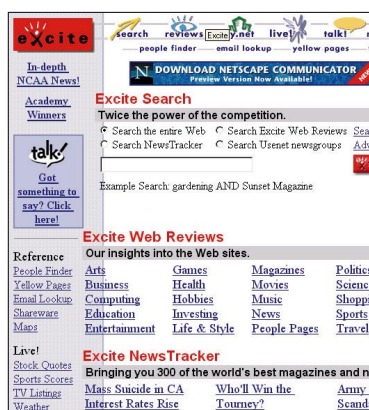 excite
search reviews city.net live! talk!
Excite
people finder email lookup yellow pages
In-depth
NCAA News!
Academy
Winners
talk!
Got
something to
say? Click
here!
Reference
People Finder
Yellow Pages
Email Lookup
Shareware
Maps
Live!
Stock Quotes
Sports Scores
TV Listings
Weather
N DOWNLOAD NETSCAPE COMMUNICATOR
Preview Version Now Available!
Excite Search
Twice the power of the competition.
Search the entire Web Search Excite Web Reviews
Search NewsTracker Search Usenet newsgroups
Example Search: gardening AND Sunset Magazine
Excite Web Reviews
Our insights into the Web sites.
Arts Games Magazines Politics
Business Health Movies Scienc
Computing Hobbies Music Shoppi
Education Investing News Sports
Entertainment Life & Style People Pages Travel
Excite NewsTracker
Bringing you 300 of the world's best magazines and n
Mass Suicide in CA Who'll Win the Army
Interest Rates Rise Tourney? Scand